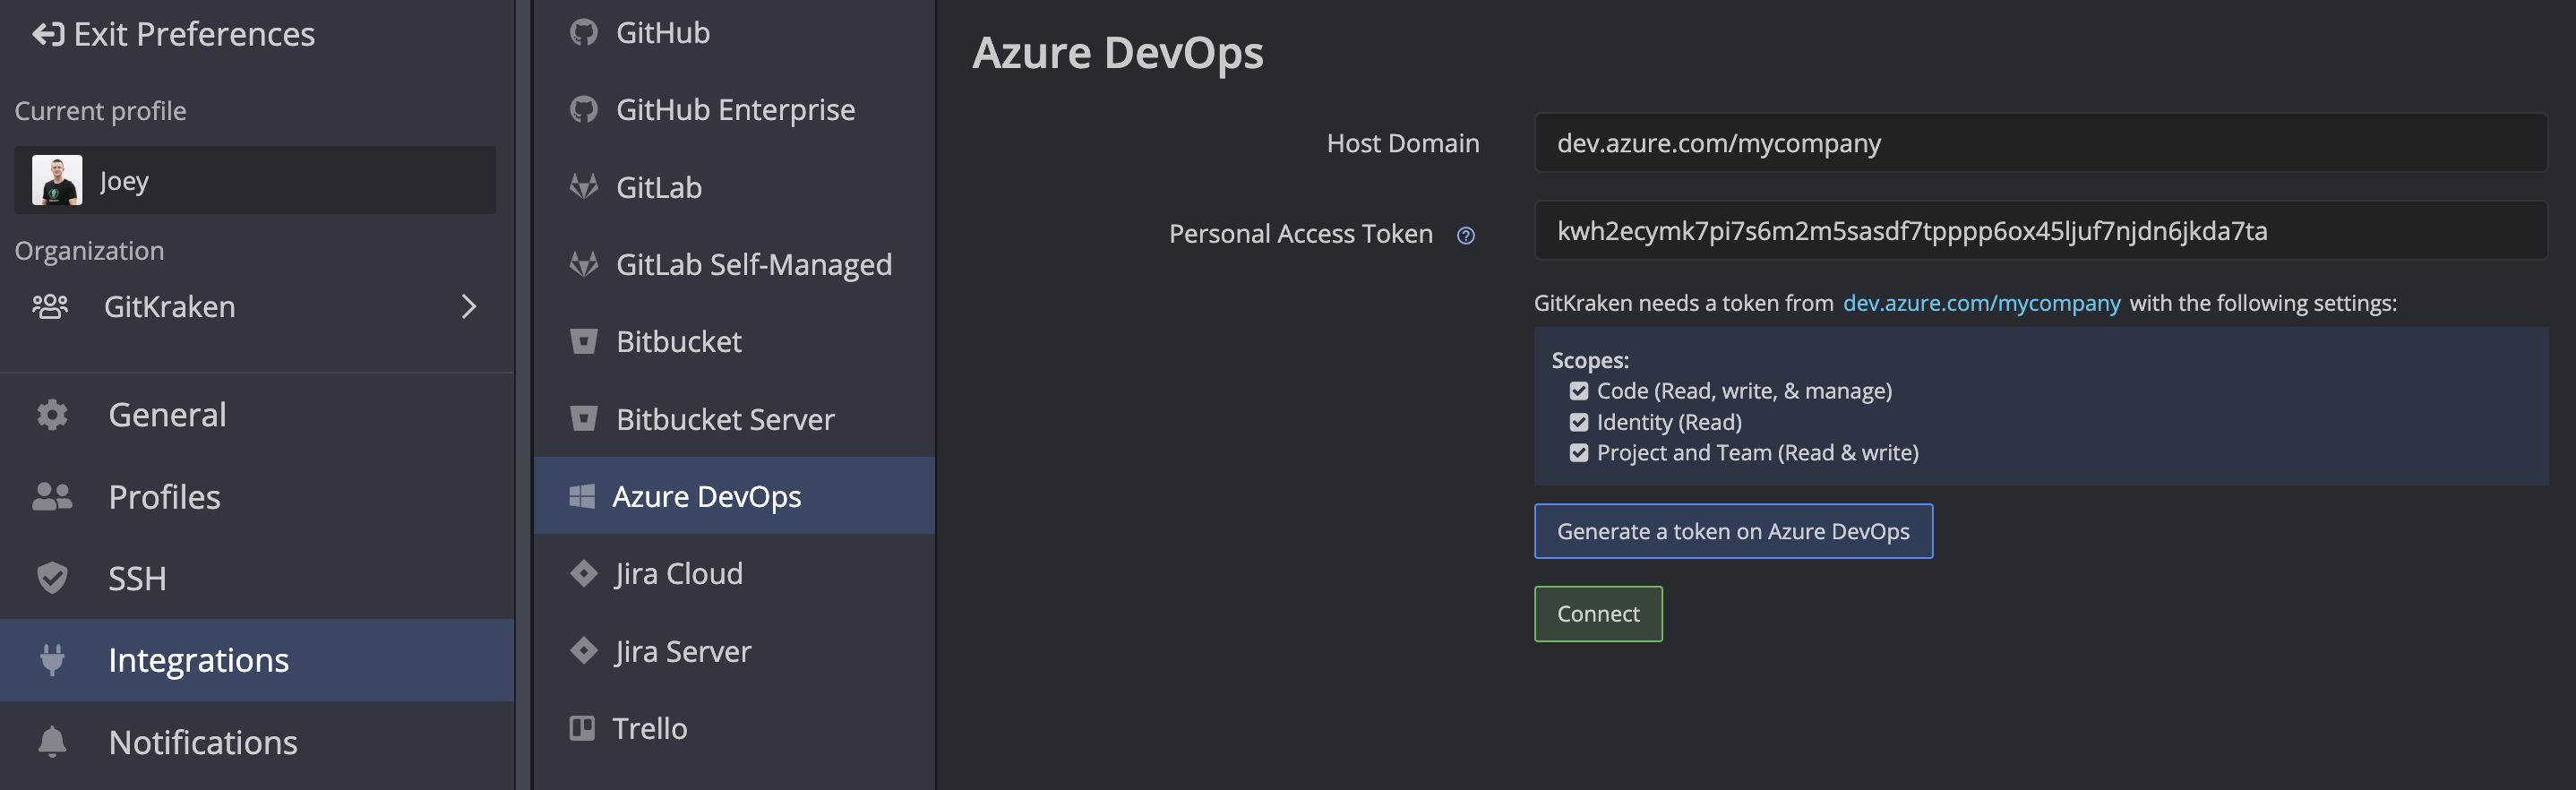 Exit Preferences
Current profile
Joey
Organization
GitKraken
General
Profiles
SSH
Integrations
Notifications
GitHub
GitHub Enterprise
GitLab
GitLab Self-Managed
Bitbucket
Bitbucket Server
Azure DevOps
Jira Cloud
Jira Server
Trello
Azure DevOps
Host Domain
dev.azure.com/mycompany
Personal Access Token ?
kwh2ecymk7pi7s6m2m5sasdf7tpppp6ox45ljuf7njdn6jkda7ta
GitKraken needs a token from dev.azure.com/mycompany with the following settings:
Scopes:
Code (Read, write, & manage)
Identity (Read)
Project and Team (Read & write)
Generate a token on Azure DevOps
Connect